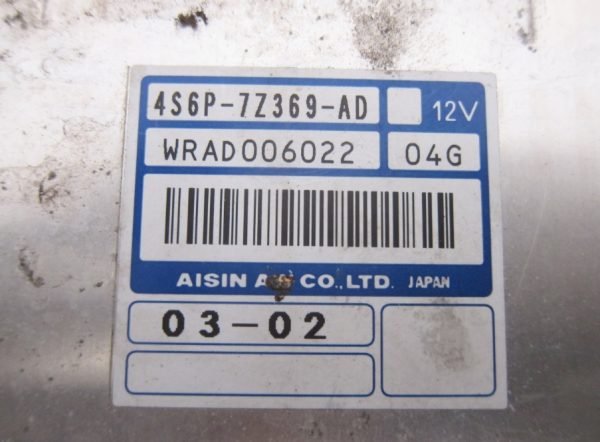 4S6P-7Z369-AD 12V
WRAD006022 04G
AISIN CO.,LTD. JAPAN
03-02